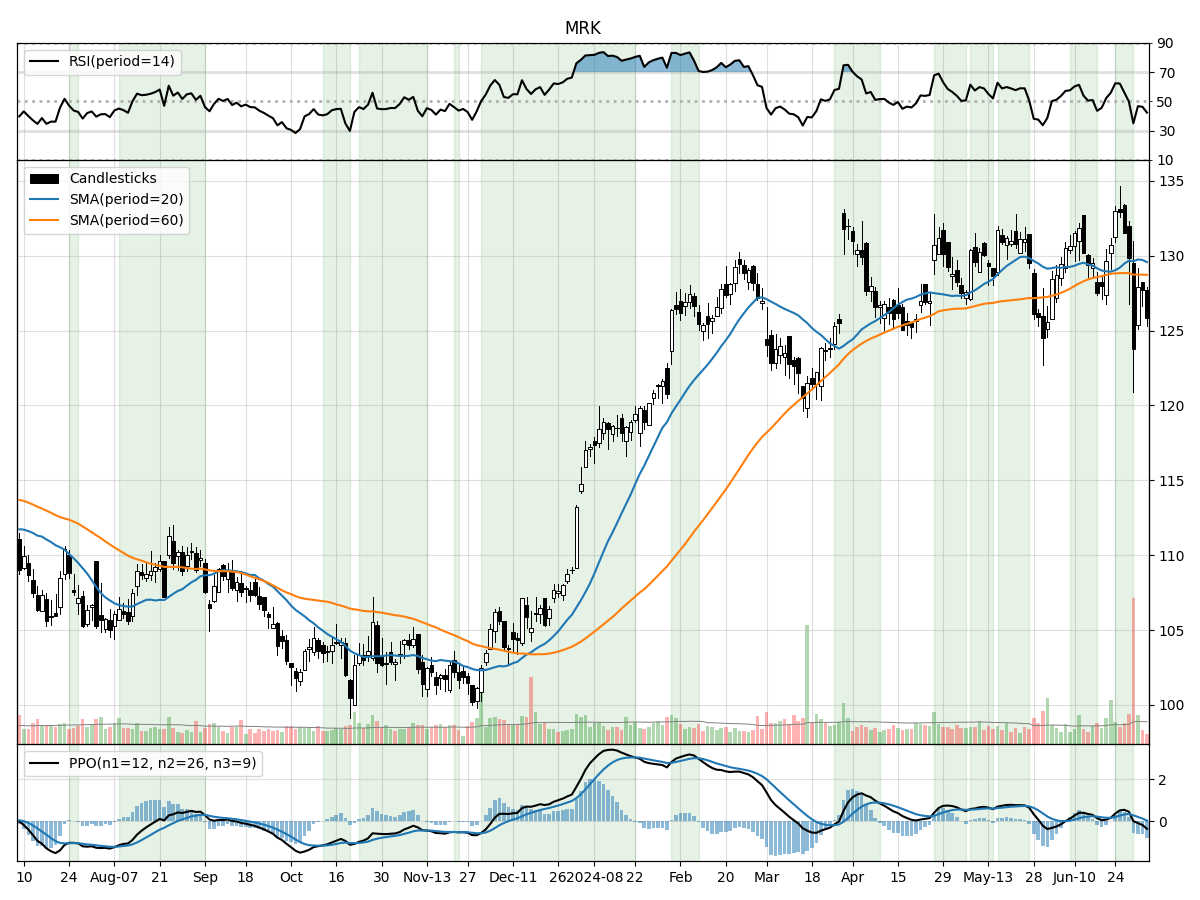 MRK
RSI(period=14)
90
70
50
30
10
Candlesticks
SMA(period=20)
SMA(period=60)
135
130
125
120
115
110
105
100
PPO(n1=12, n2=26, n3=9)
2
0
10 24 Aug-07 21 Sep 18 Oct 16 30 Nov-13 27 Dec-11 26 2024-08 22 Feb 20 Mar 18 Apr 15 29 May-13 28 Jun-10 24